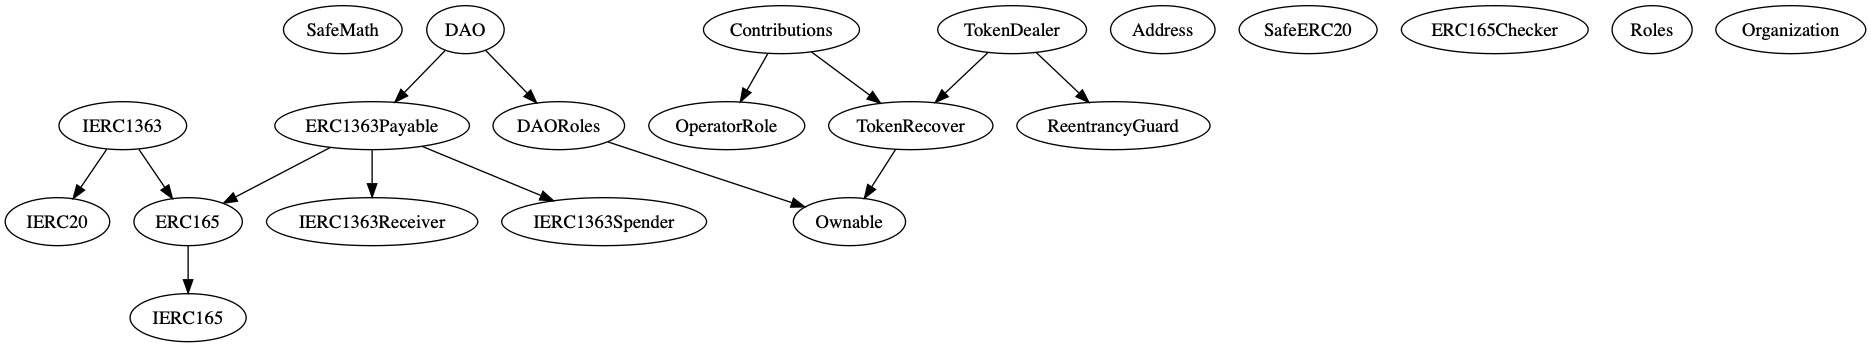 SafeMath
DAO
Contributions
TokenDealer
Address
SafeERC20
ERC165Checker
Roles
Organization
IERC1363
ERC1363Payable
DAORoles
OperatorRole
TokenRecover
ReentrancyGuard
IERC20
ERC165
IERC1363Receiver
IERC1363Spender
Ownable
IERC165